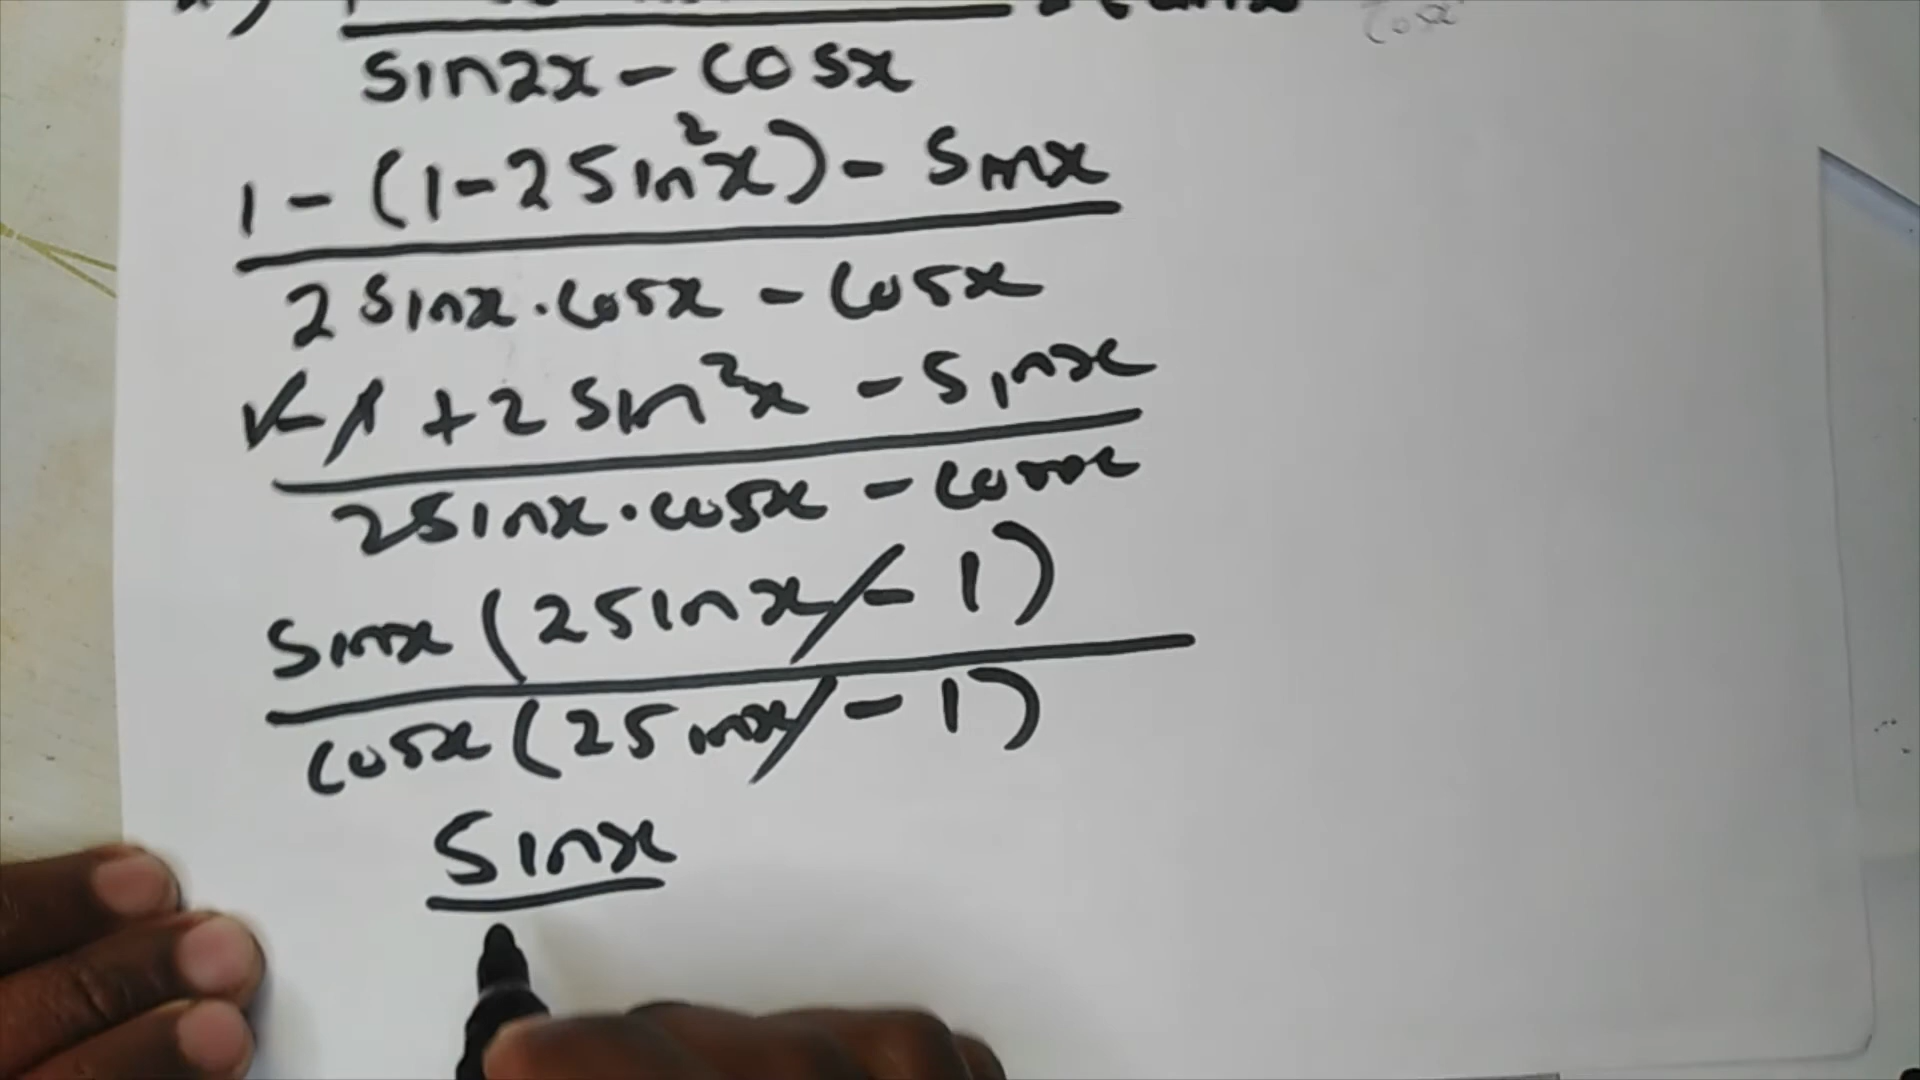 sin2x - cosx
1 - (1 - 2sin²x) - sinx
2sinx·cosx - cosx
1 - 1 + 2sin²x - sinx
2sinx·cosx - cosx
sinx (2sinx - 1)
cosx (2sinx - 1)
sinx